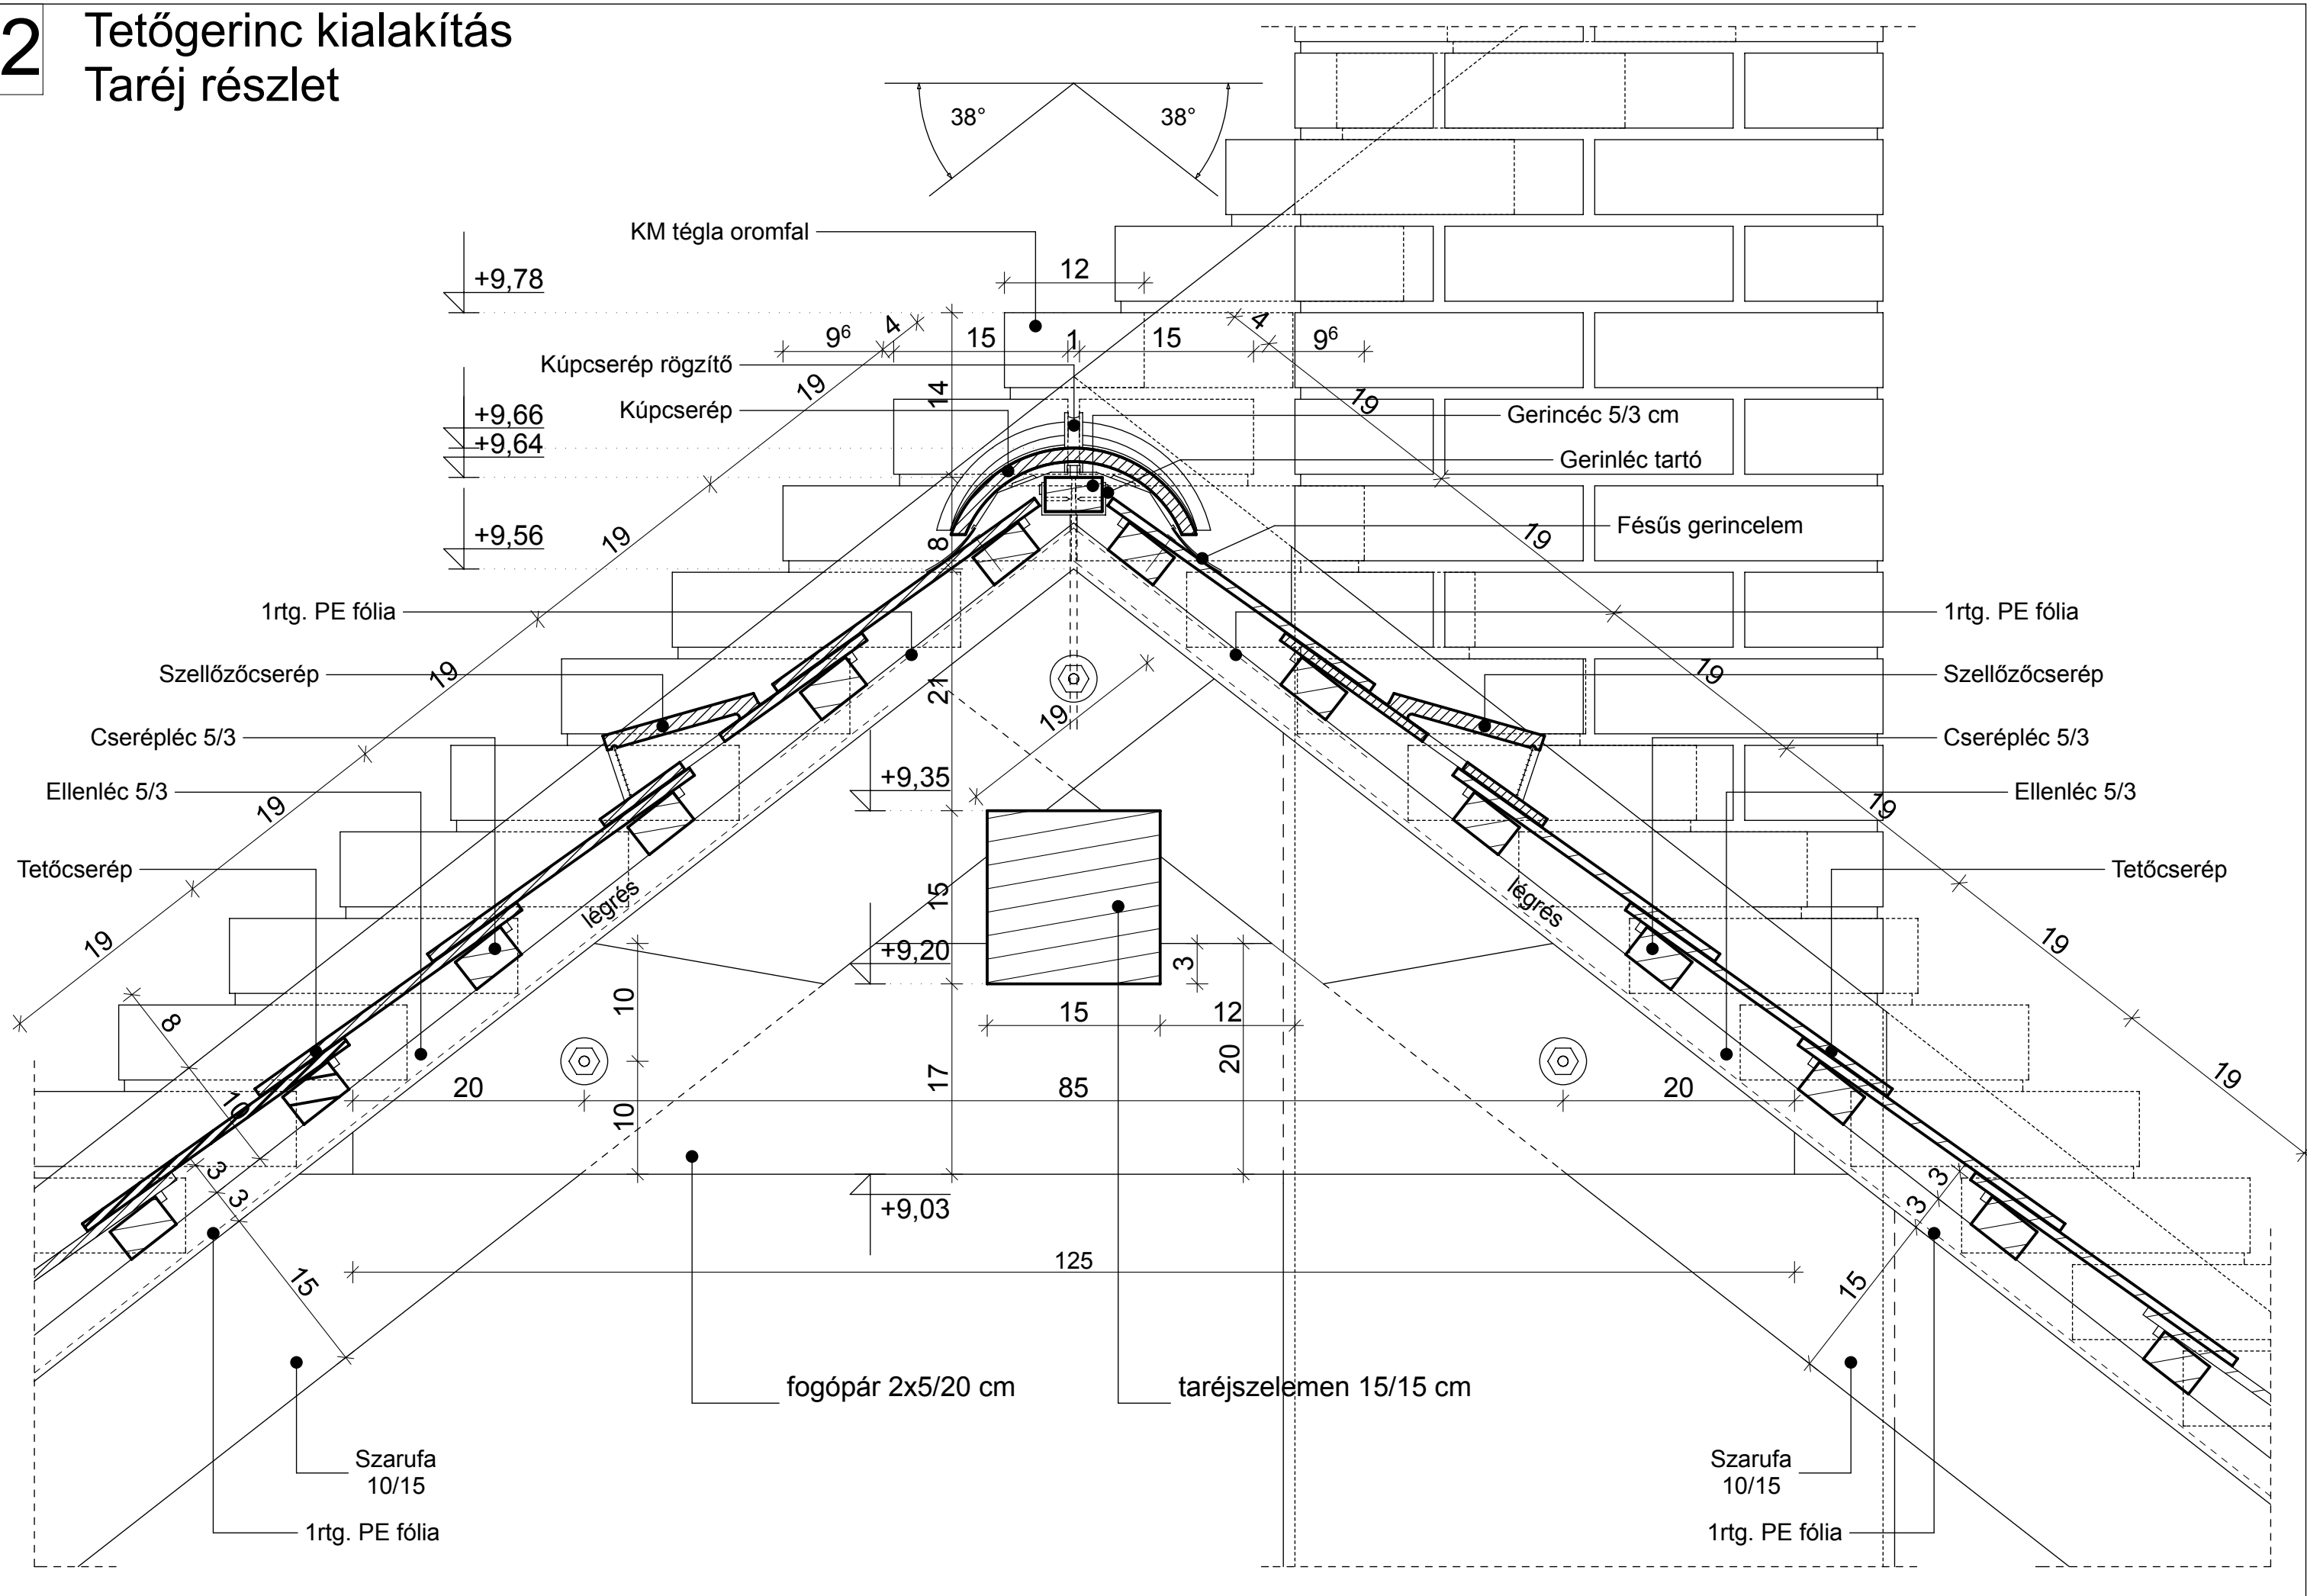 2
Tetőgerinc kialakítás
Taréj részlet
38°
38°
KM tégla oromfal
12
+9,78
9⁶
4
15
1
15
4
9⁶
Kúpcserép rögzítő
19
14
19
Kúpcserép
Gerincéc 5/3 cm
+9,66
+9,64
Gerinléc tartó
Fésűs gerincelem
+9,56
19
8
19
1rtg. PE fólia
1rtg. PE fólia
Szellőzőcserép
19
21
19
19
Szellőzőcserép
Cserépléc 5/3
Cserépléc 5/3
+9,35
Ellenléc 5/3
19
19
Ellenléc 5/3
Tetőcserép
légrés
15
légrés
Tetőcserép
19
+9,20
3
19
8
10
15
12
20
10
20
10
17
85
20
19
3
3
+9,03
3
3
15
125
15
fogópár 2x5/20 cm
taréjszelemen 15/15 cm
Szarufa
10/15
Szarufa
10/15
1rtg. PE fólia
1rtg. PE fólia